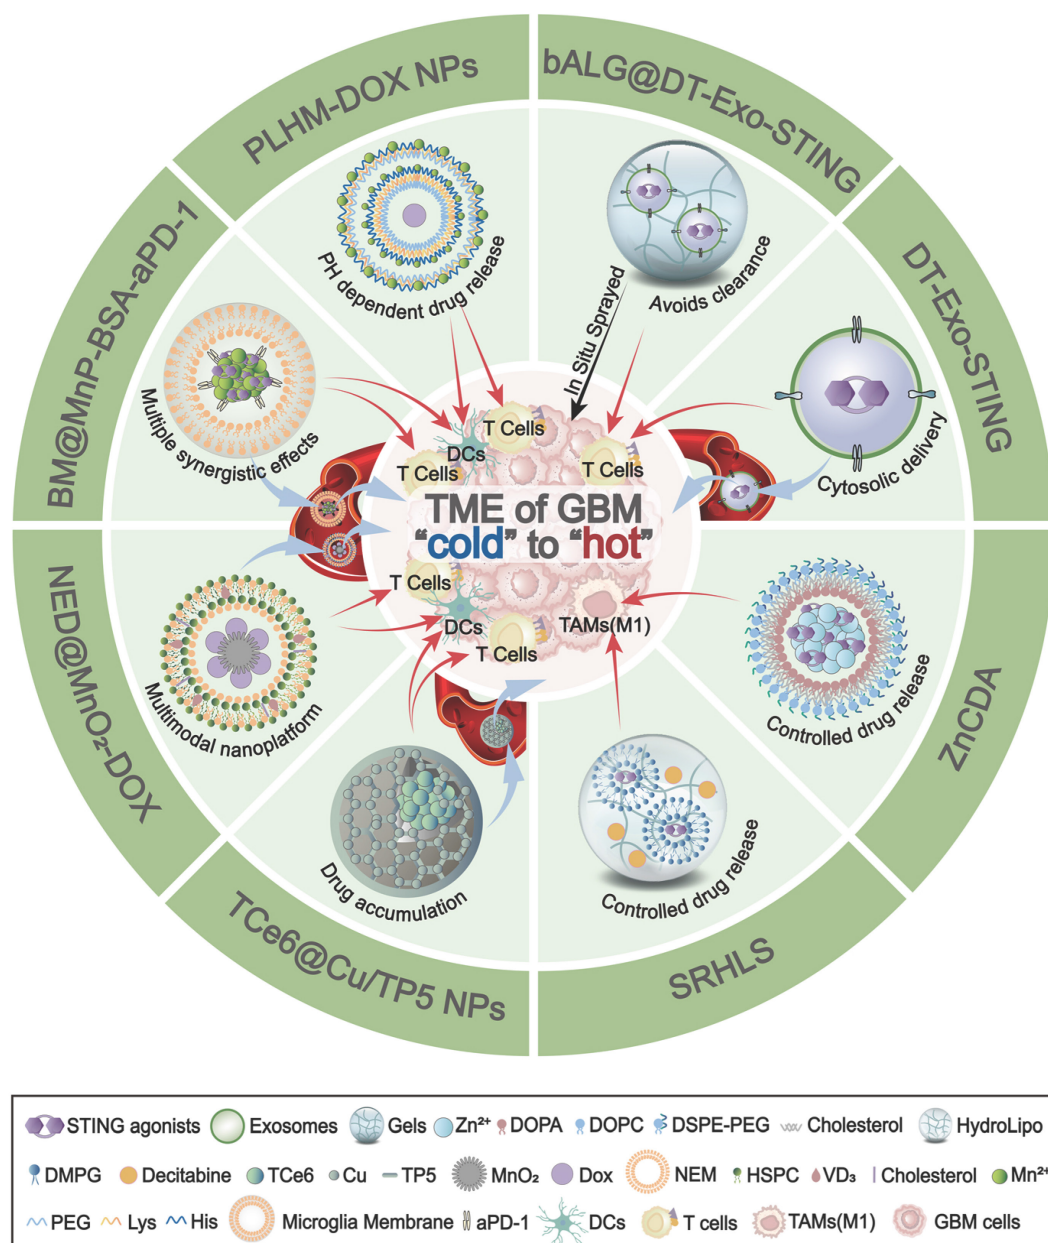 PLHM-DOX NPs
bALG@DT-Exo-STING
BM@MnP-BSA-aPD-1
DT-Exo-STING
PH dependent drug release
In Situ Sprayed
Avoids clearance
Multiple synergistic effects
Cytosolic delivery
T Cells
DCs
T Cells
T Cells
TME of GBM
"cold" to "hot"
T Cells
DCs
T Cells
TAMs(M1)
NED@MnO₂-DOX
Multimodal nanoplatform
Controlled drug release
ZnCDA
Drug accumulation
Controlled drug release
TCe6@Cu/TP5 NPs
SRHLS
STING agonists Exosomes Gels Zn²⁺ DOPA DOPC DSPE-PEG Cholesterol HydroLipo
DMPG Decitabine TCe6 Cu TP5 MnO₂ Dox NEM HSPC VD₃ Cholesterol Mn²⁺
PEG Lys His Microglia Membrane aPD-1 DCs T cells TAMs(M1) GBM cells